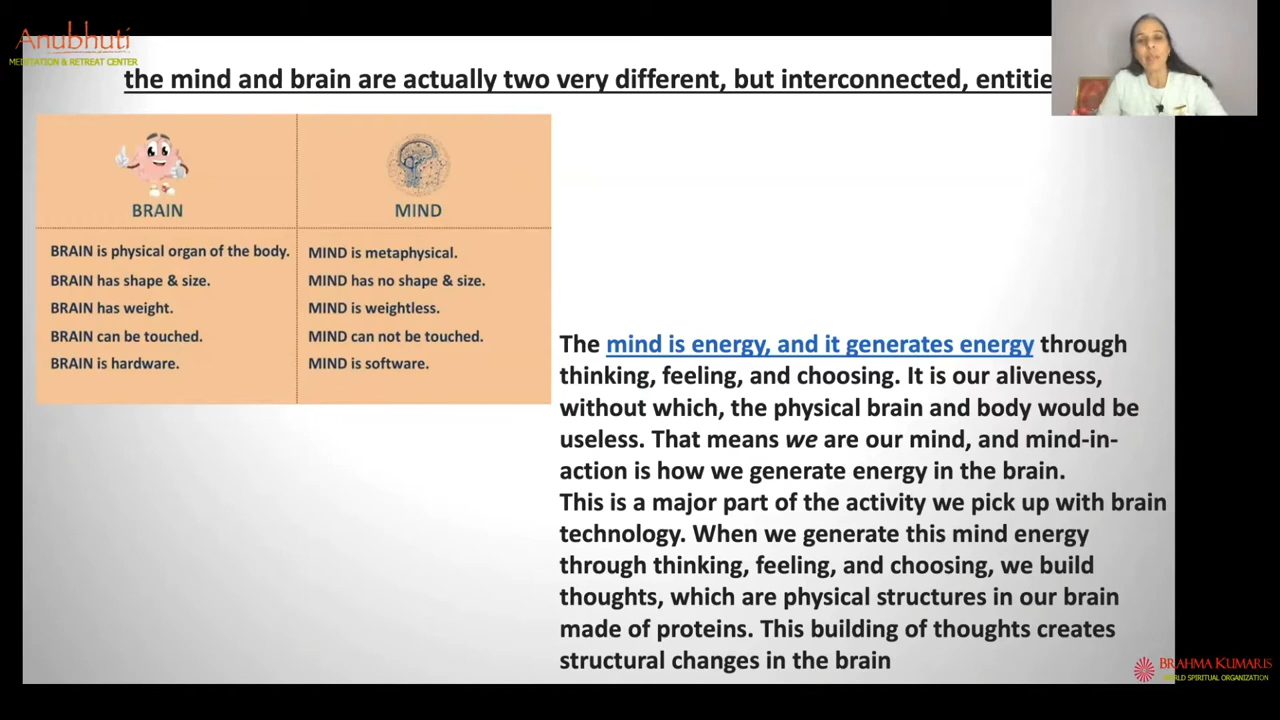 Anubhuti
MEDITATION & RETREAT CENTER
the mind and brain are actually two very different, but interconnected, entitie
BRAIN
MIND
BRAIN is physical organ of the body.
MIND is metaphysical.
BRAIN has shape & size.
MIND has no shape & size.
BRAIN has weight.
MIND is weightless.
BRAIN can be touched.
MIND can not be touched.
BRAIN is hardware.
MIND is software.
The mind is energy, and it generates energy through
thinking, feeling, and choosing. It is our aliveness,
without which, the physical brain and body would be
useless. That means we are our mind, and mind-in-
action is how we generate energy in the brain.
This is a major part of the activity we pick up with brain
technology. When we generate this mind energy
through thinking, feeling, and choosing, we build
thoughts, which are physical structures in our brain
made of proteins. This building of thoughts creates
structural changes in the brain
BRAHMA KUMARIS
WORLD SPIRITUAL ORGANIZATION